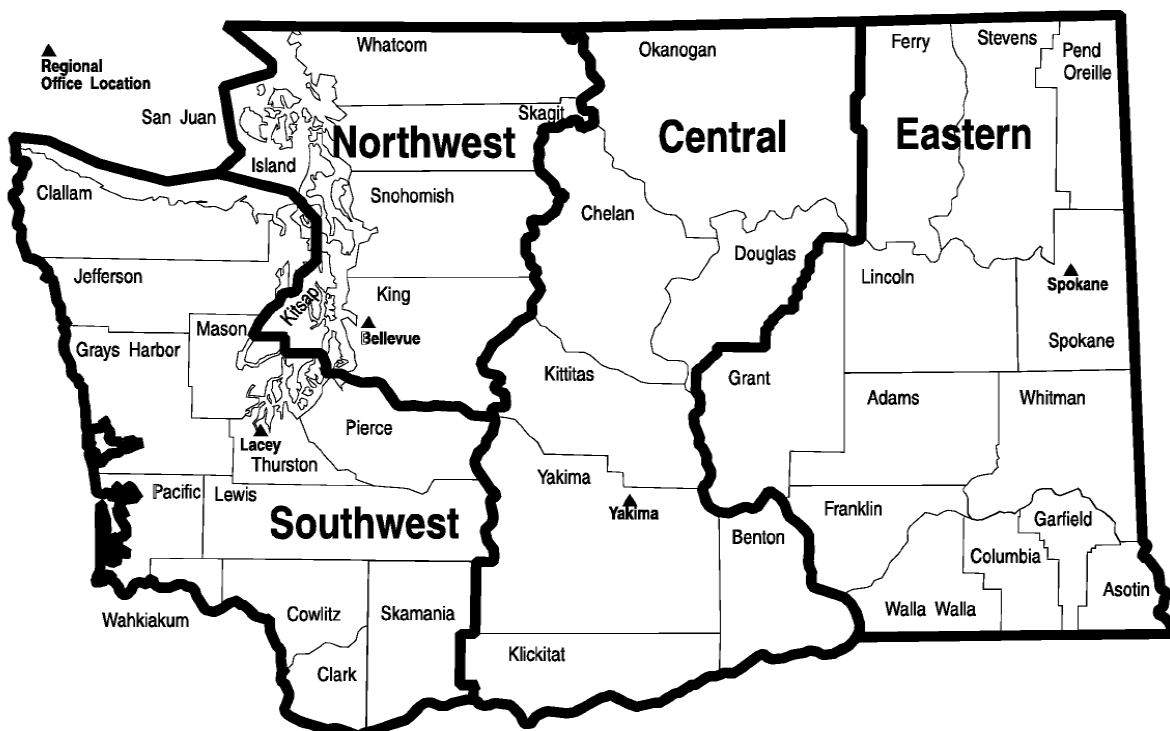 Regional
Office Location
Whatcom
Okanogan
Ferry
Stevens
Pend
Oreille
San Juan
Skagit
Northwest
Central
Eastern
Island
Clallam
Snohomish
Chelan
Douglas
Jefferson
Kitsap
King
Lincoln
Spokane
Mason
Bellevue
Grays Harbor
Spokane
Kittitas
Grant
Adams
Whitman
Pierce
Lacey
Thurston
Yakima
Pacific
Lewis
Southwest
Yakima
Franklin
Garfield
Benton
Columbia
Asotin
Wahkiakum
Cowlitz
Skamania
Walla Walla
Klickitat
Clark